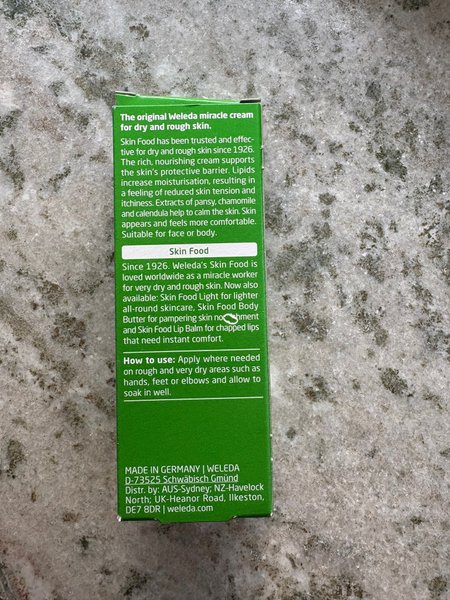 The original Weleda miracle cream
for dry and rough skin.
Skin Food has been trusted and effec-
tive for dry and rough skin since 1926.
The rich, nourishing cream supports
the skin's protective barrier. Lipids
increase moisturisation, resulting in
a feeling of reduced skin tension and
itchiness. Extracts of pansy, chamomile
and calendula help to calm the skin. Skin
appears and feels more comfortable.
Suitable for face or body.
Skin Food
Since 1926. Weleda's Skin Food is
loved worldwide as a miracle worker
for very dry and rough skin. Now also
available: Skin Food Light for lighter
all-round skincare, Skin Food Body
Butter for pampering skin
and Skin Food Lip Balm for chapped lips
that need instant comfort.
How to use: Apply where needed
on rough and very dry areas such as
hands, feet or elbows and allow to
soak in well.
MADE IN GERMANY | WELEDA
D-73525 Schwäbisch Gmünd
Distr. by: AUS-Sydney; NZ-Havelock
North; UK-Heanor Road, Ilkeston,
DE7 8DR | weleda.com